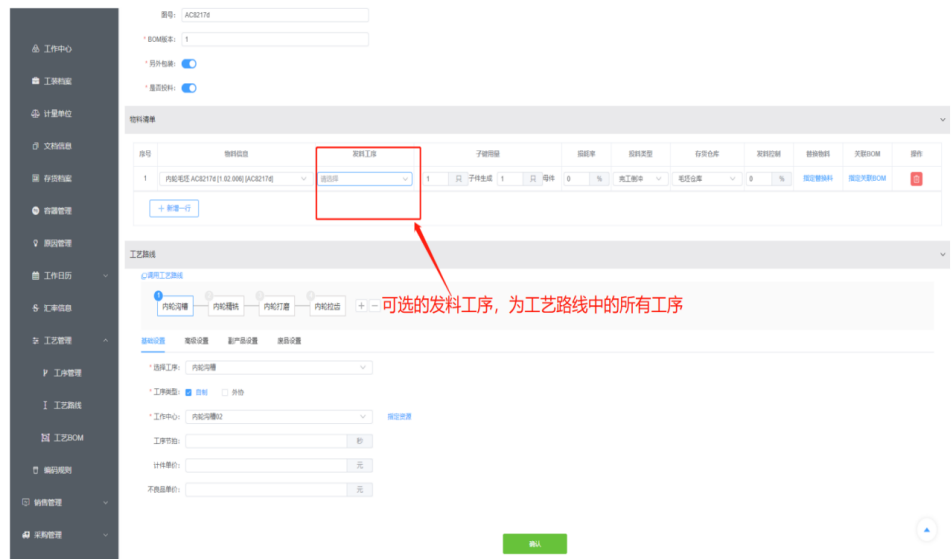 图号: AC8217d
* BOM版本: 1
* 另外包装:
* 是否投料:
工作中心
工装档案
计量单位
文档信息
存货档案
容器管理
原因管理
工作日历
汇率信息
工艺管理
工序管理
工艺路线
工艺BOM
编码规则
销售管理
采购管理
物料清单
序号 物料信息 发料工序 子键用量 损耗率 投料类型 存货仓库 发料控制 替换物料 关联BOM 操作
1 内轮毛坯 AC8217d [1.02.006] [AC8217d] 请选择 1 只 子件生成 1 只 母件 0 % 完工倒冲 毛坯仓库 0 % 指定替换料 指定关联BOM
+ 新增一行
工艺路线
调用工艺路线
1 2 3 4
内轮沟槽 内轮精铣 内轮打磨 内轮拉齿 + −
可选的发料工序，为工艺路线中的所有工序
基础设置 高级设置 副产品设置 废品设置
* 选择工序: 内轮沟槽
* 工序类型: 自制 外协
* 工作中心: 内轮沟槽02 指定资源
工序节拍: 秒
计件单价: 元
不良品单价: 元
确认